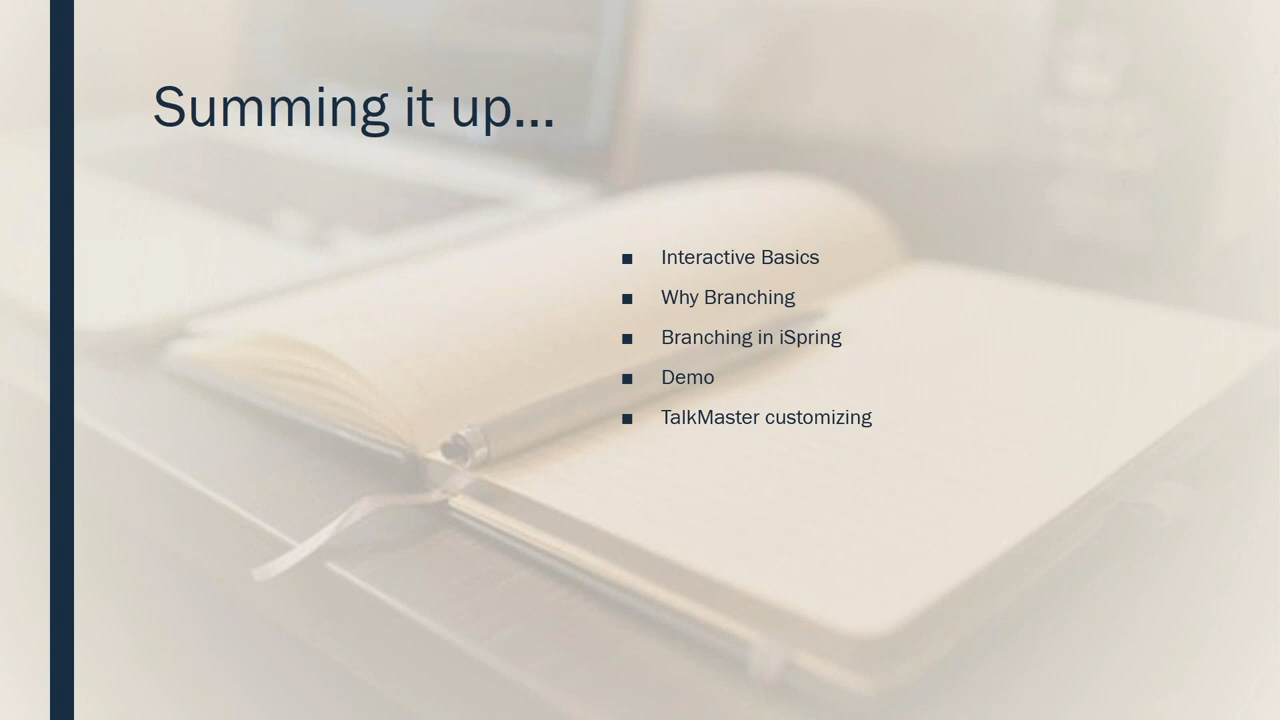 Summing it up...
■ Interactive Basics
■ Why Branching
■ Branching in iSpring
■ Demo
■ TalkMaster customizing